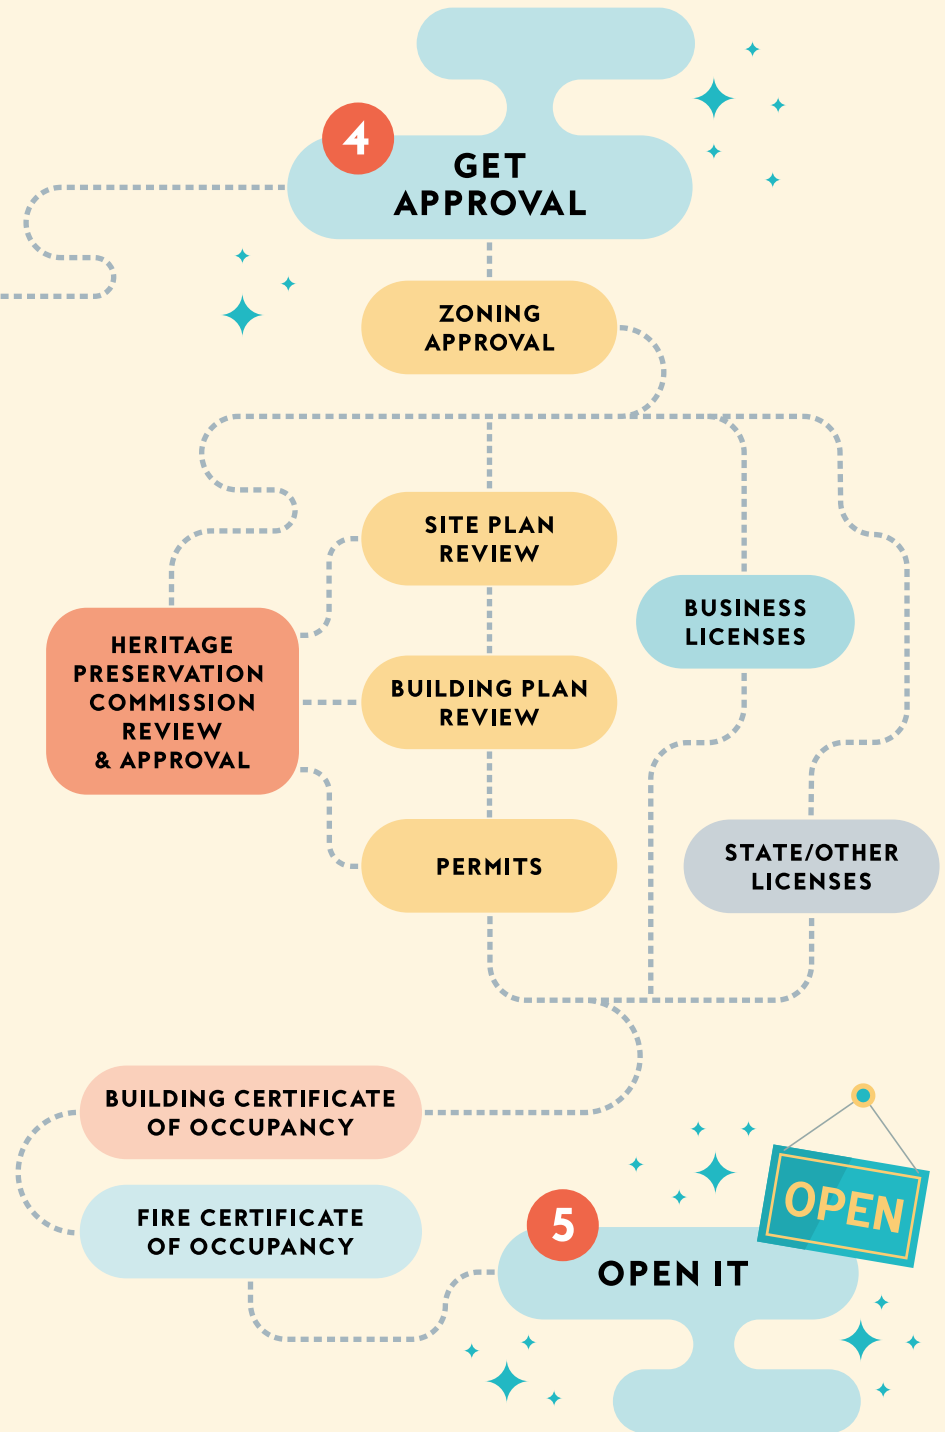 4
GET
APPROVAL
ZONING
APPROVAL
SITE PLAN
REVIEW
BUSINESS
LICENSES
HERITAGE
PRESERVATION
COMMISSION
REVIEW
& APPROVAL
BUILDING PLAN
REVIEW
PERMITS
STATE/OTHER
LICENSES
BUILDING CERTIFICATE
OF OCCUPANCY
FIRE CERTIFICATE
OF OCCUPANCY
5
OPEN IT
OPEN